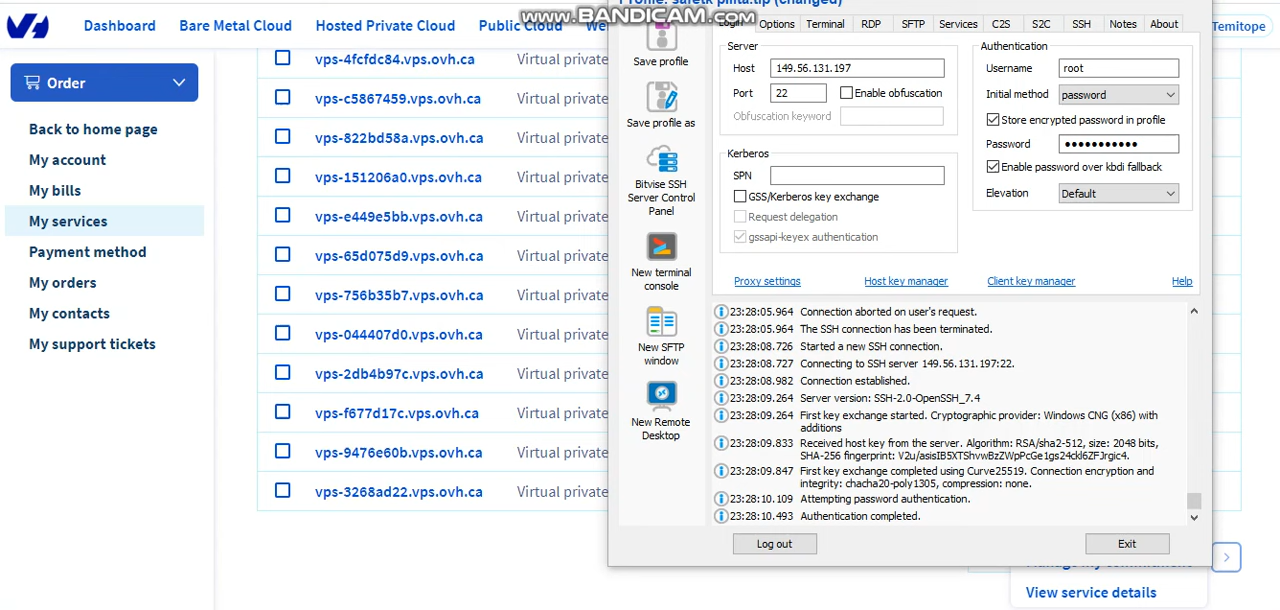 Profile: safetk pilita.tlp (changed)
www.BANDICAM.com
Dashboard
Bare Metal Cloud
Hosted Private Cloud
Public Cloud
We
Temitope
Order
Back to home page
My account
My bills
My services
Payment method
My orders
My contacts
My support tickets
vps-4fcfdc84.vps.ovh.ca Virtual private
vps-c5867459.vps.ovh.ca Virtual private
vps-822bd58a.vps.ovh.ca Virtual private
vps-151206a0.vps.ovh.ca Virtual private
vps-e449e5bb.vps.ovh.ca Virtual private
vps-65d075d9.vps.ovh.ca Virtual private
vps-756b35b7.vps.ovh.ca Virtual private
vps-044407d0.vps.ovh.ca Virtual private
vps-2db4b97c.vps.ovh.ca Virtual private
vps-f677d17c.vps.ovh.ca Virtual private
vps-9476e60b.vps.ovh.ca Virtual private
vps-3268ad22.vps.ovh.ca Virtual private
Save profile
Save profile as
Bitvise SSH
Server Control
Panel
New terminal
console
New SFTP
window
New Remote
Desktop
Login Options Terminal RDP SFTP Services C2S S2C SSH Notes About
Server
Host 149.56.131.197
Port 22 Enable obfuscation
Obfuscation keyword
Kerberos
SPN
GSS/Kerberos key exchange
Request delegation
gssapi-keyex authentication
Authentication
Username root
Initial method password
Store encrypted password in profile
Password •••••••••••
Enable password over kbdi fallback
Elevation Default
Proxy settings
Host key manager
Client key manager
Help
23:28:05.964 Connection aborted on user's request.
23:28:05.964 The SSH connection has been terminated.
23:28:08.726 Started a new SSH connection.
23:28:08.727 Connecting to SSH server 149.56.131.197:22.
23:28:08.982 Connection established.
23:28:09.264 Server version: SSH-2.0-OpenSSH_7.4
23:28:09.264 First key exchange started. Cryptographic provider: Windows CNG (x86) with
additions
23:28:09.833 Received host key from the server. Algorithm: RSA/sha2-512, size: 2048 bits,
SHA-256 fingerprint: V2u/asisIB5XTShvwBzZWpPcGe1gs24ckl6ZFJrgic4.
23:28:09.847 First key exchange completed using Curve25519. Connection encryption and
integrity: chacha20-poly1305, compression: none.
23:28:10.109 Attempting password authentication.
23:28:10.493 Authentication completed.
Log out
Exit
Manage my commitment
View service details